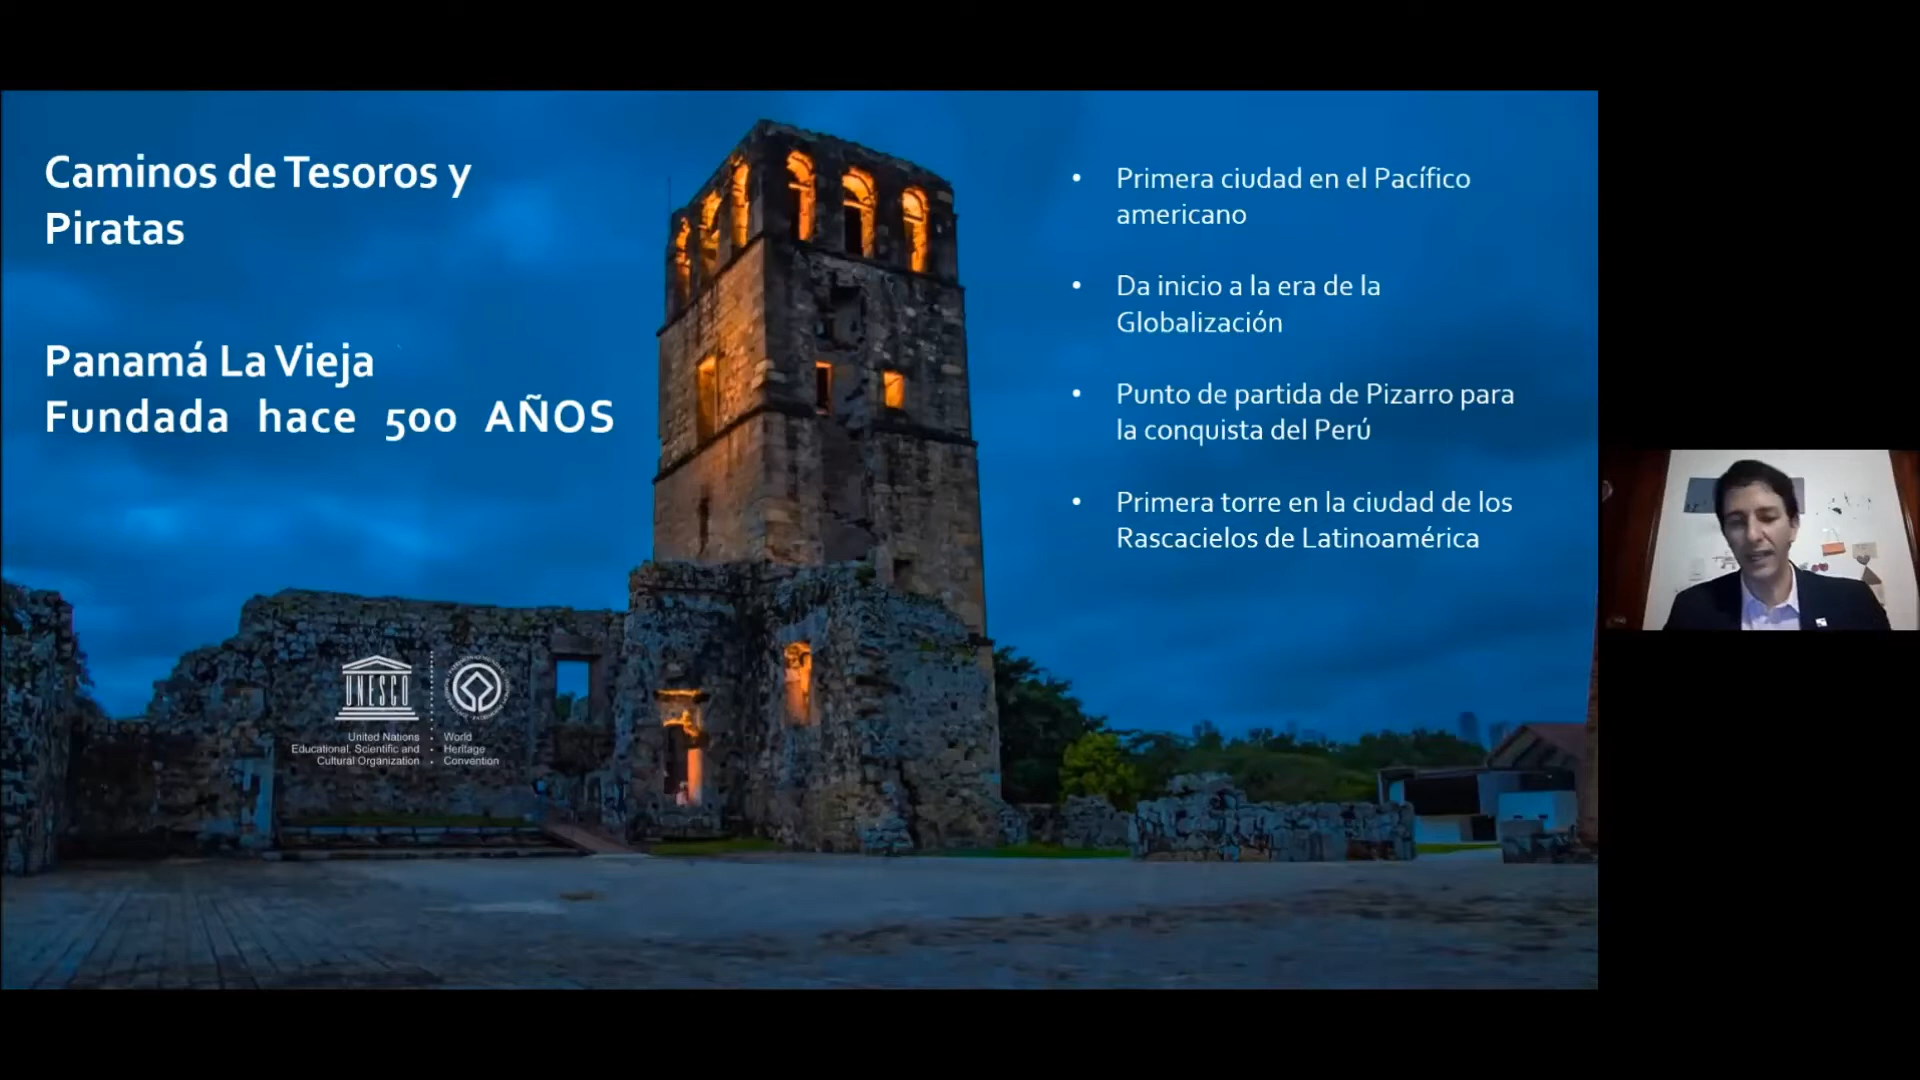 Caminos de Tesoros y
Piratas
Panamá La Vieja
Fundada hace 500 AÑOS
• Primera ciudad en el Pacífico
americano
• Da inicio a la era de la
Globalización
• Punto de partida de Pizarro para
la conquista del Perú
• Primera torre en la ciudad de los
Rascacielos de Latinoamérica
UNESCO
United Nations
Educational, Scientific and
Cultural Organization
World
Heritage
Convention